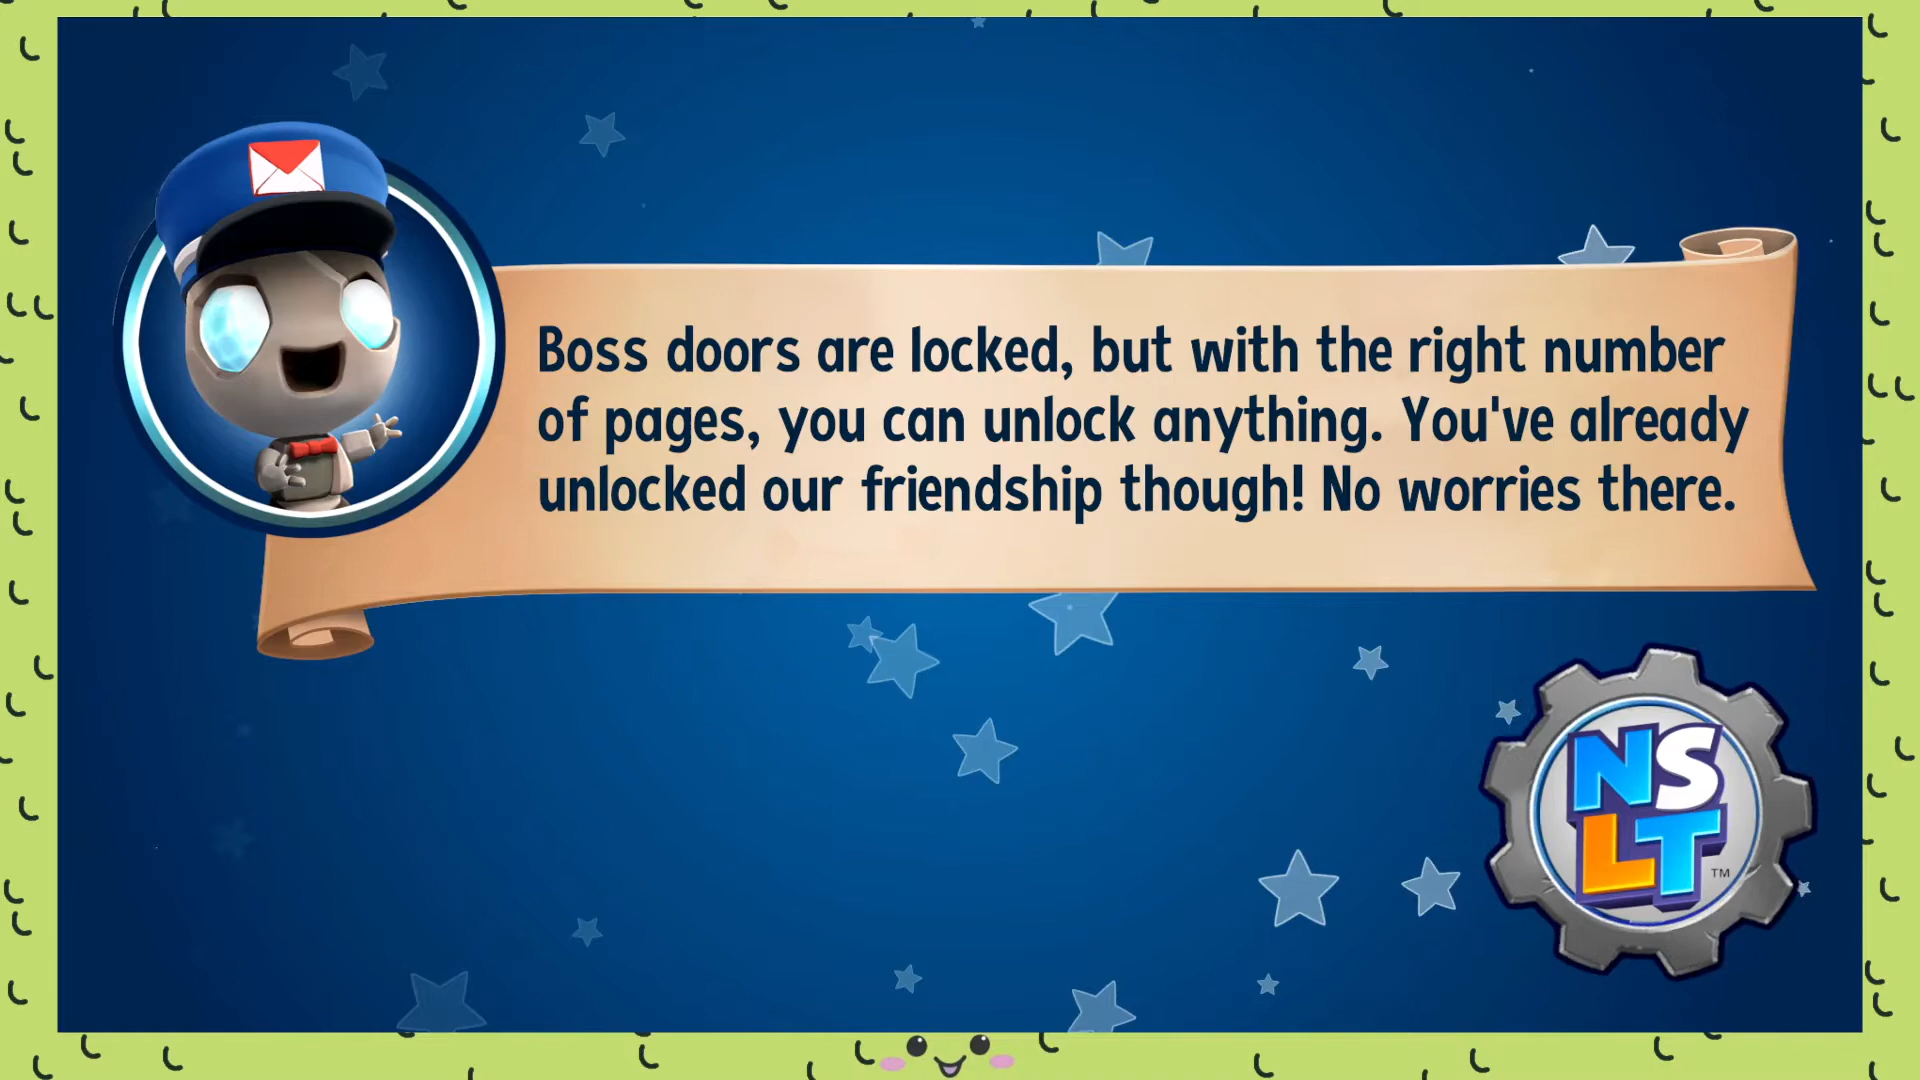 Boss doors are locked, but with the right number
of pages, you can unlock anything. You've already
unlocked our friendship though! No worries there.
NS
LT
TM